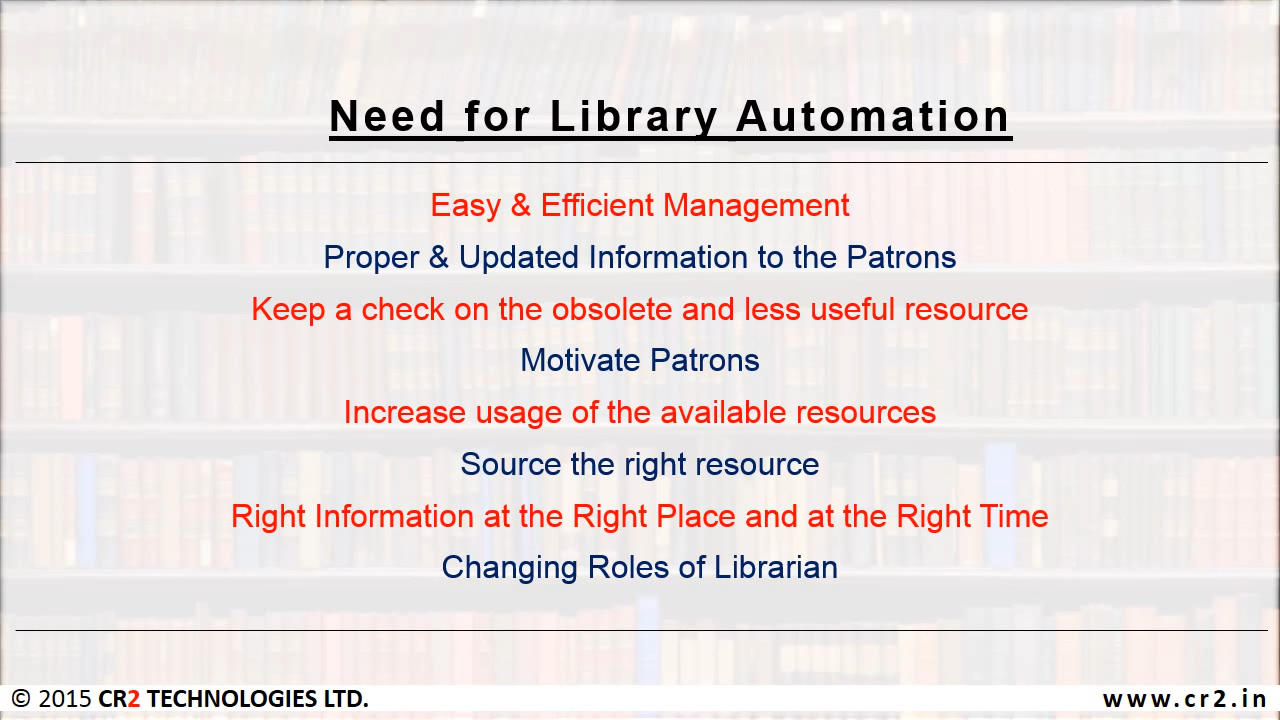 Need for Library Automation
Easy & Efficient Management
Proper & Updated Information to the Patrons
Keep a check on the obsolete and less useful resource
Motivate Patrons
Increase usage of the available resources
Source the right resource
Right Information at the Right Place and at the Right Time
Changing Roles of Librarian
© 2015 CR2 TECHNOLOGIES LTD.
www.cr2.in